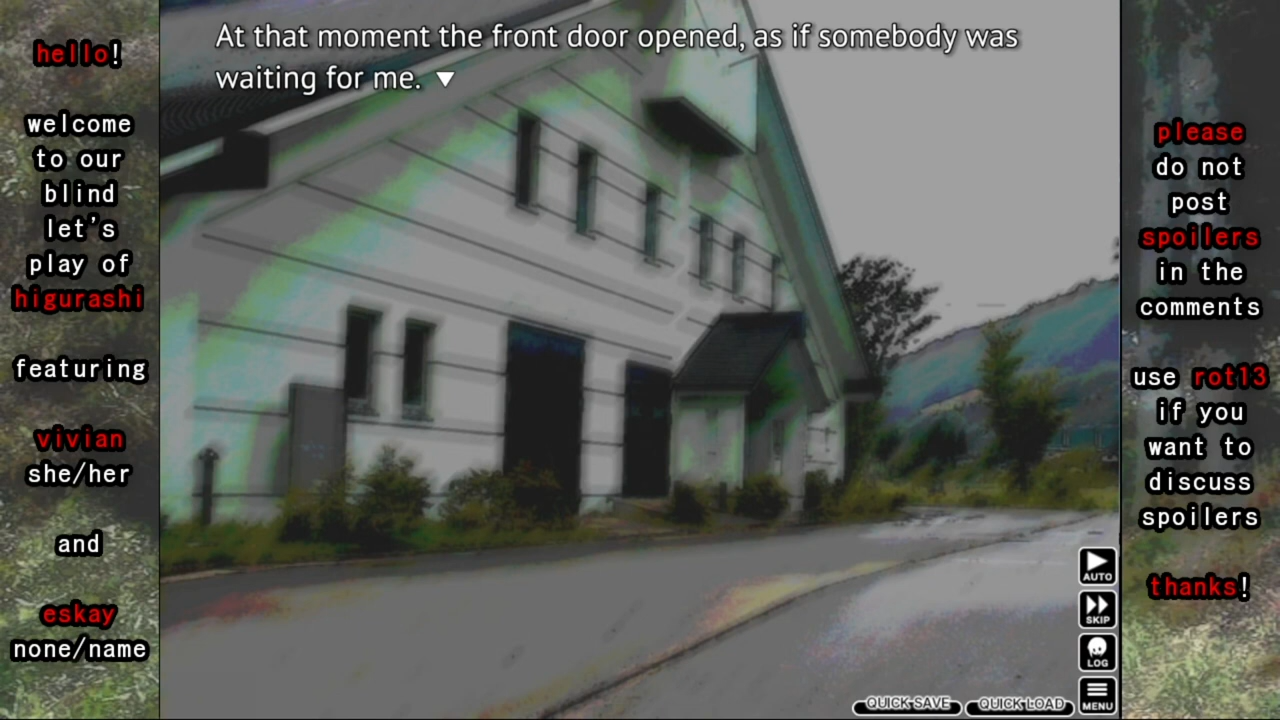 At that moment the front door opened, as if somebody was
waiting for me.
hello!
welcome
to our
blind
let's
play of
higurashi
featuring
vivian
she/her
and
eskay
none/name
please
do not
post
spoilers
in the
comments
use rot13
if you
want to
discuss
spoilers
thanks!
AUTO
SKIP
LOG
MENU
QUICK SAVE
QUICK LOAD